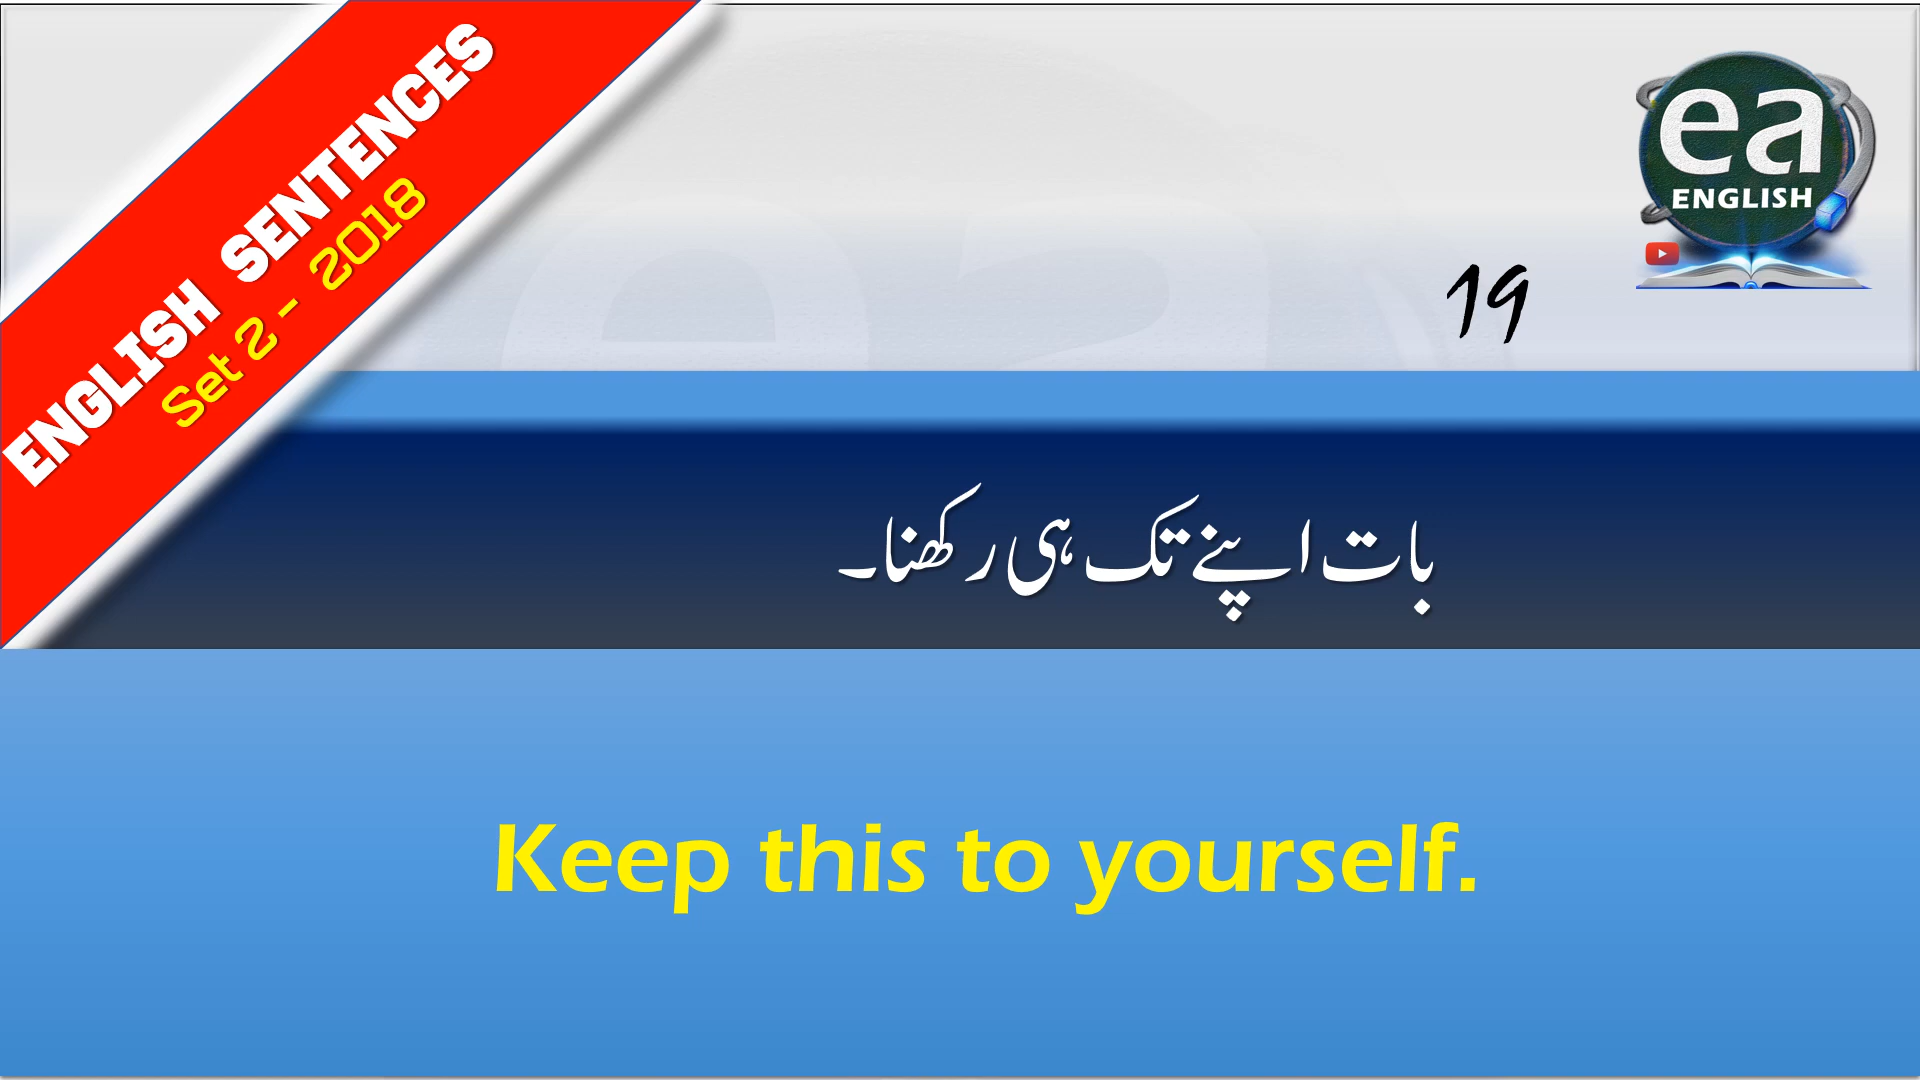 ENGLISH SENTENCES
Set 2 - 2018
ea
ENGLISH
19
بات اپنے تک ہی رکھنا۔
Keep this to yourself.